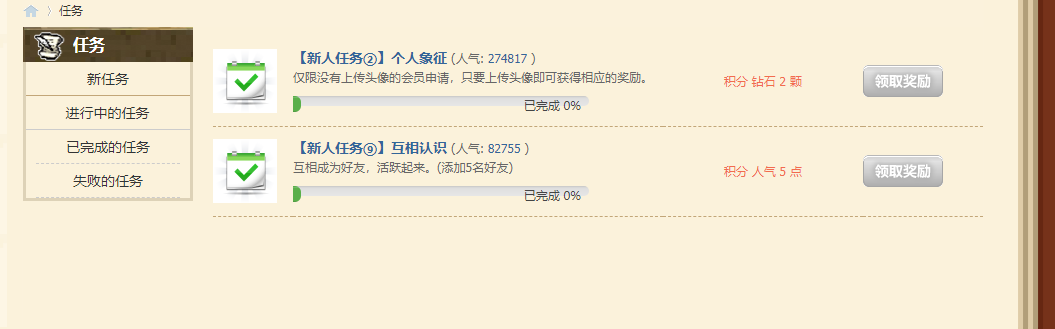 任务
任务
新任务
进行中的任务
已完成的任务
失败的任务
【新人任务②】个人象征 (人气: 274817 )
仅限没有上传头像的会员申请，只要上传头像即可获得相应的奖励。
已完成 0%
积分 钻石 2 颗
领取奖励
【新人任务⑨】互相认识 (人气: 82755 )
互相成为好友，活跃起来。(添加5名好友)
已完成 0%
积分 人气 5 点
领取奖励